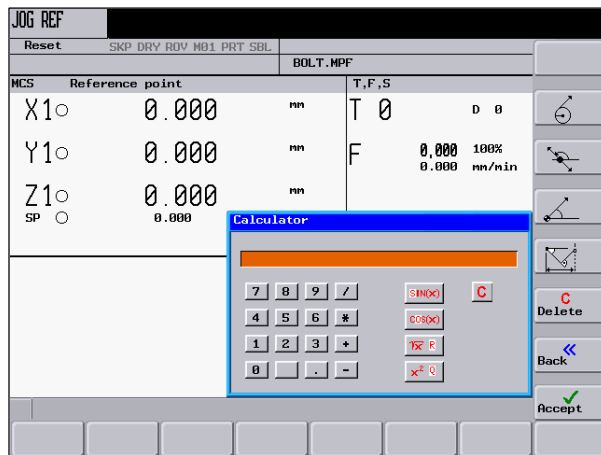 JOG REF
Reset SKP DRY ROV M01 PRT SBL
BOLT.MPF
MCS Reference point T,F,S
X1 0.000 mm T 0 D 0
Y1 0.000 mm F 0,000 100%
0.000 mm/min
Z1 0.000 mm
SP 0.000
Calculator
7 8 9 / SIN(X) C
4 5 6 * COS(X)
1 2 3 + √x R
0 . - x² Q
C
Delete
Back
Accept